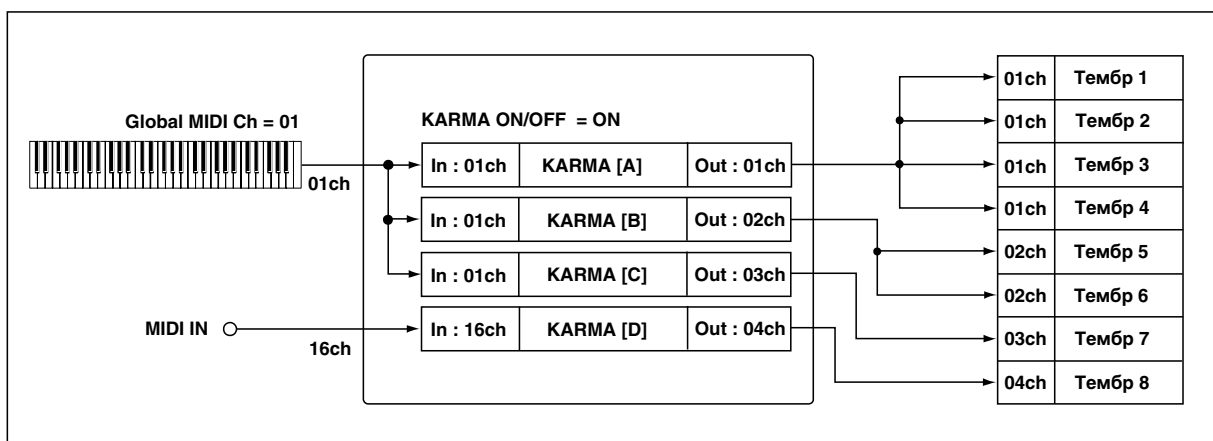 Global MIDI Ch = 01
01ch
MIDI IN
16ch
KARMA ON/OFF = ON
In : 01ch KARMA [A] Out : 01ch
In : 01ch KARMA [B] Out : 02ch
In : 01ch KARMA [C] Out : 03ch
In : 16ch KARMA [D] Out : 04ch
01ch Тембр 1
01ch Тембр 2
01ch Тембр 3
01ch Тембр 4
02ch Тембр 5
02ch Тембр 6
03ch Тембр 7
04ch Тембр 8